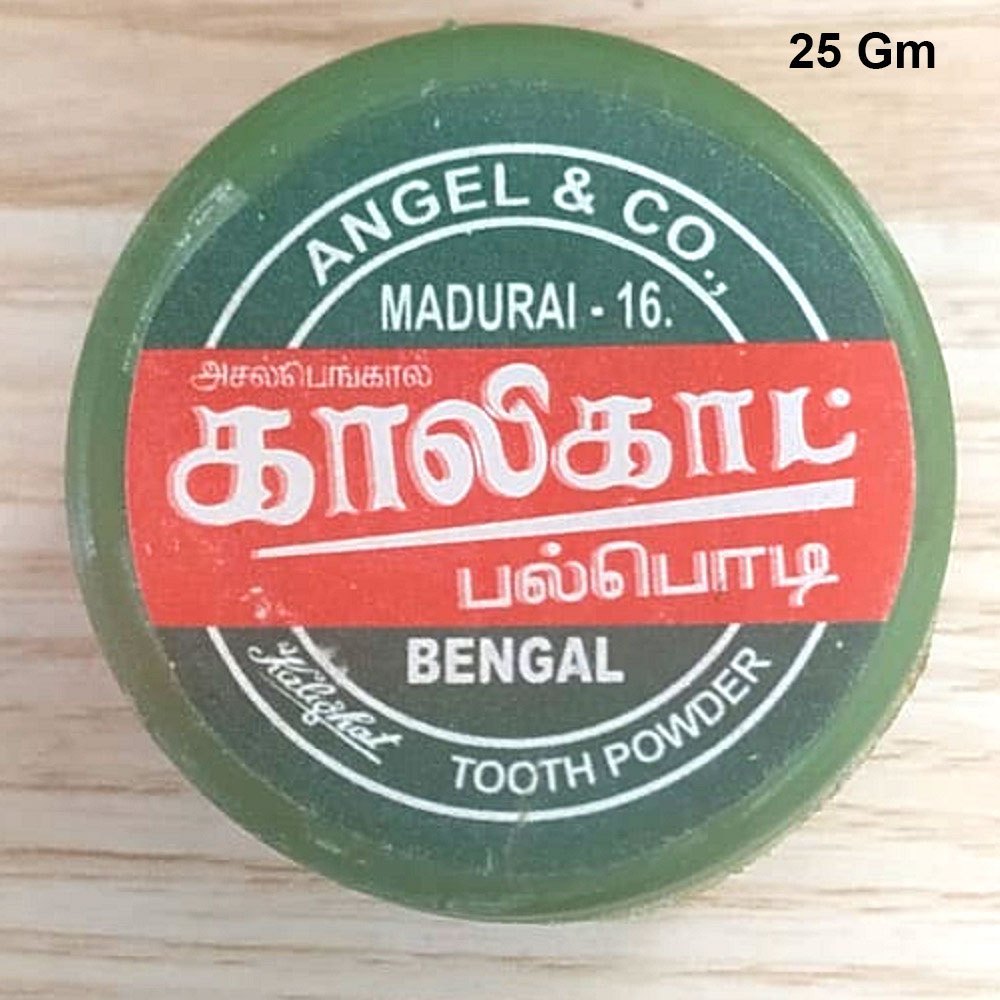 25 Gm
ANGEL & CO.,
MADURAI - 16.
அசல்பெங்கால்
காலிகாட்
பல்பொடி
BENGAL
Kalighat
TOOTH POWDER